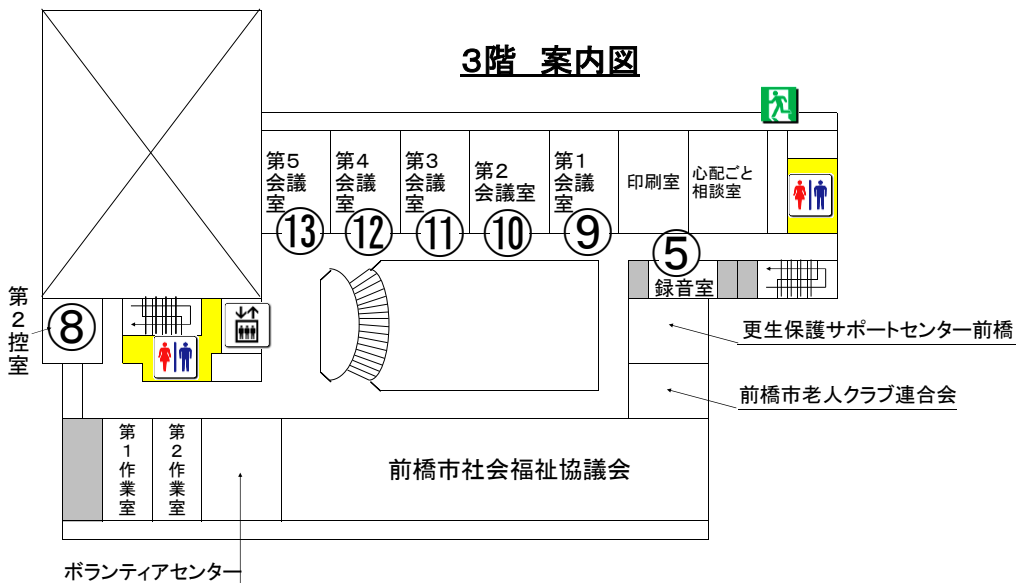 3階 案内図
第5
会議
室
第4
会議
室
第3
会議
室
第2
会議室
第1
会議
室
印刷室
心配ごと
相談室
⑬
⑫
⑪
⑩
⑨
⑤
録音室
第2控室
⑧
更生保護サポートセンター前橋
前橋市老人クラブ連合会
第1作業室
第2作業室
前橋市社会福祉協議会
ボランティアセンター